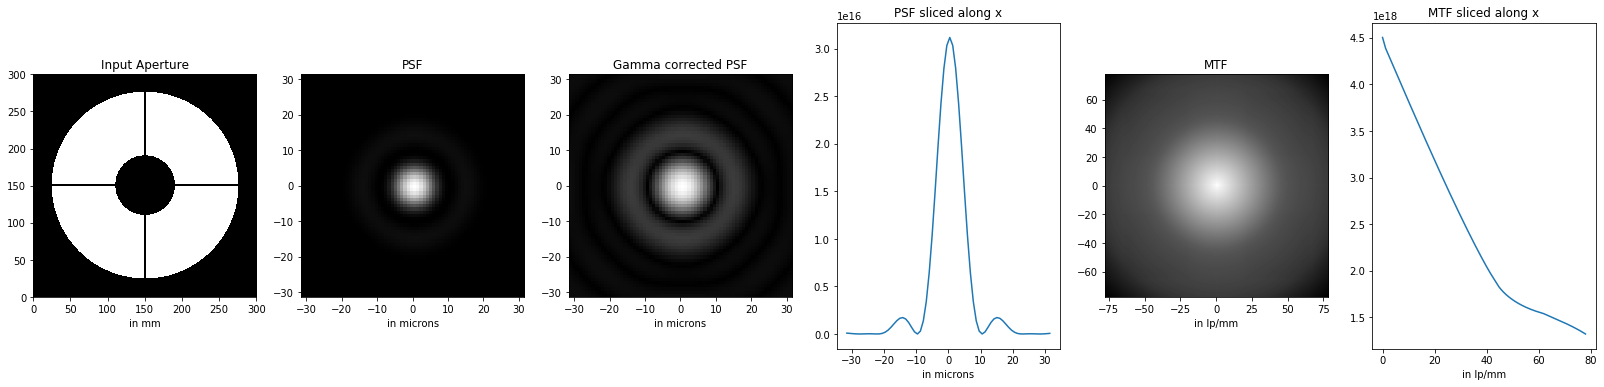 Input Aperture
300
250
200
150
100
50
0
0 50 100 150 200 250 300
in mm
PSF
30
20
10
0
−10
−20
−30
−30 −20 −10 0 10 20 30
in microns
Gamma corrected PSF
30
20
10
0
−10
−20
−30
−30 −20 −10 0 10 20 30
in microns
PSF sliced along x
1e16
3.0
2.5
2.0
1.5
1.0
0.5
0.0
−30 −20 −10 0 10 20 30
in microns
MTF
60
40
20
0
−20
−40
−60
−75 −50 −25 0 25 50 75
in lp/mm
MTF sliced along x
1e18
4.5
4.0
3.5
3.0
2.5
2.0
1.5
0 20 40 60 80
in lp/mm